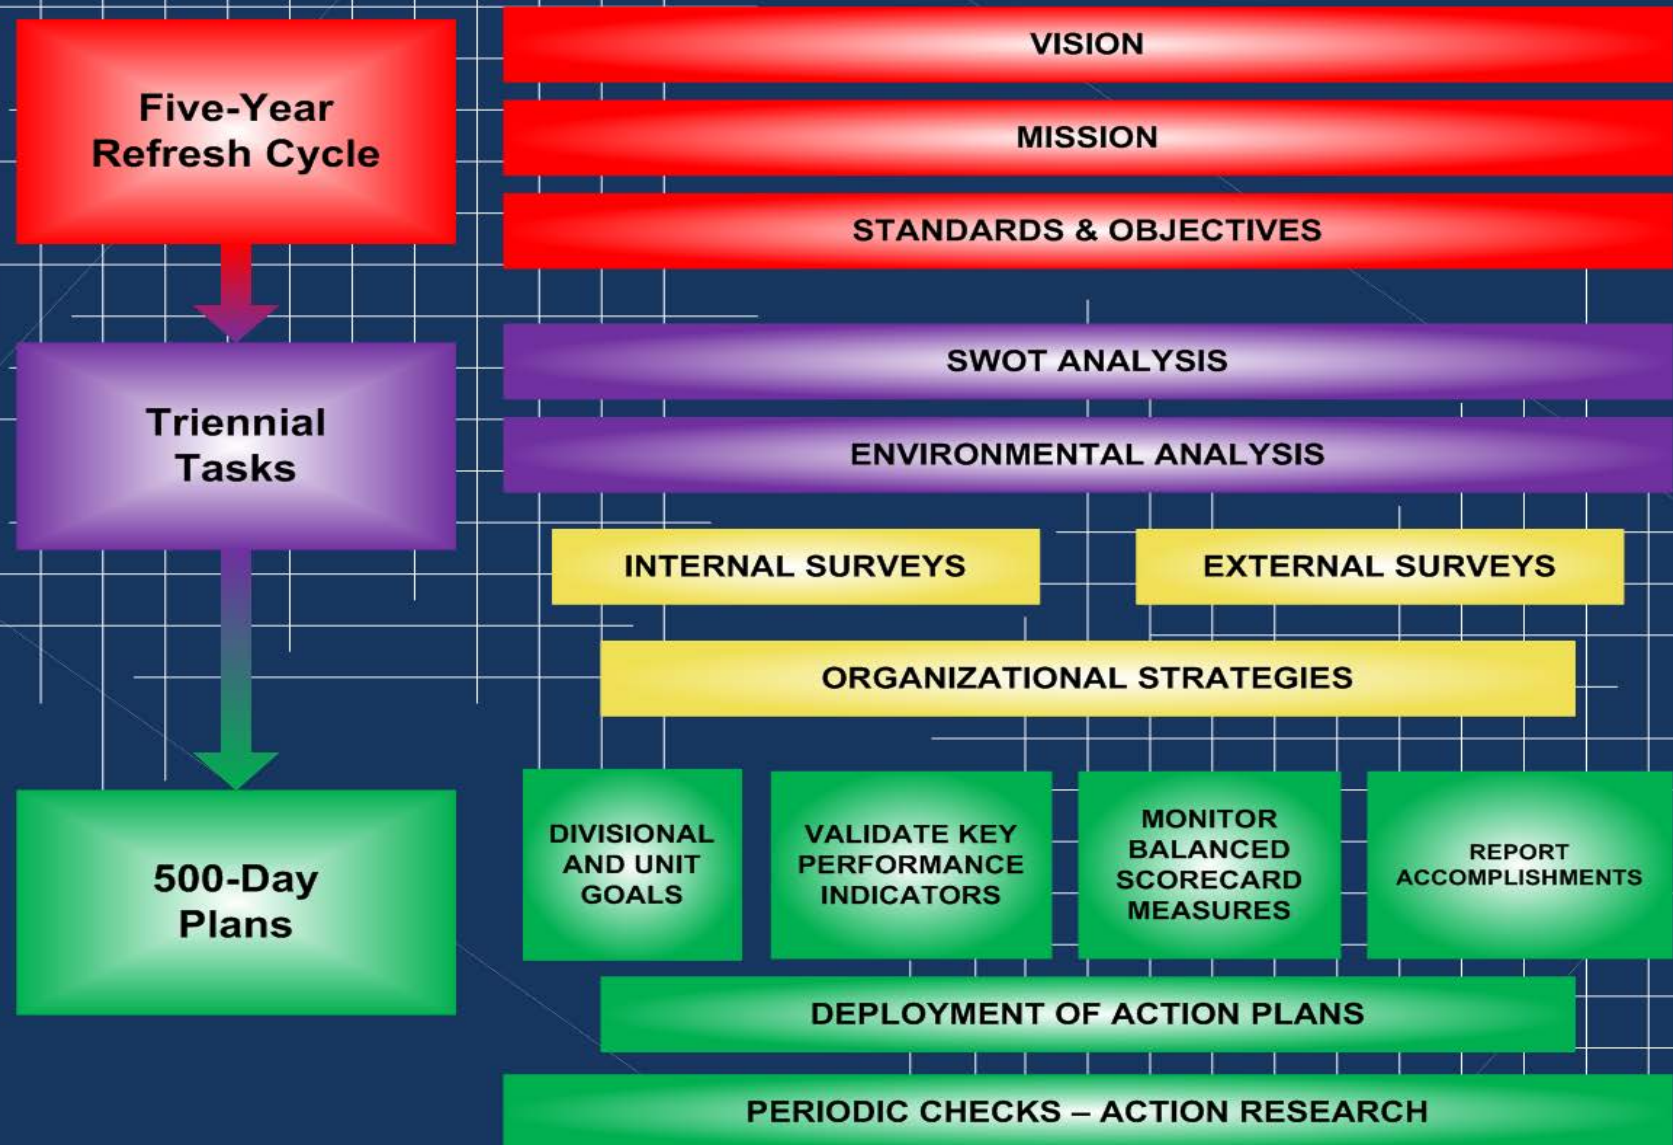 Five-Year
Refresh Cycle
VISION
MISSION
STANDARDS & OBJECTIVES
Triennial
Tasks
SWOT ANALYSIS
ENVIRONMENTAL ANALYSIS
INTERNAL SURVEYS
EXTERNAL SURVEYS
ORGANIZATIONAL STRATEGIES
500-Day
Plans
DIVISIONAL
AND UNIT
GOALS
VALIDATE KEY
PERFORMANCE
INDICATORS
MONITOR
BALANCED
SCORECARD
MEASURES
REPORT
ACCOMPLISHMENTS
DEPLOYMENT OF ACTION PLANS
PERIODIC CHECKS – ACTION RESEARCH